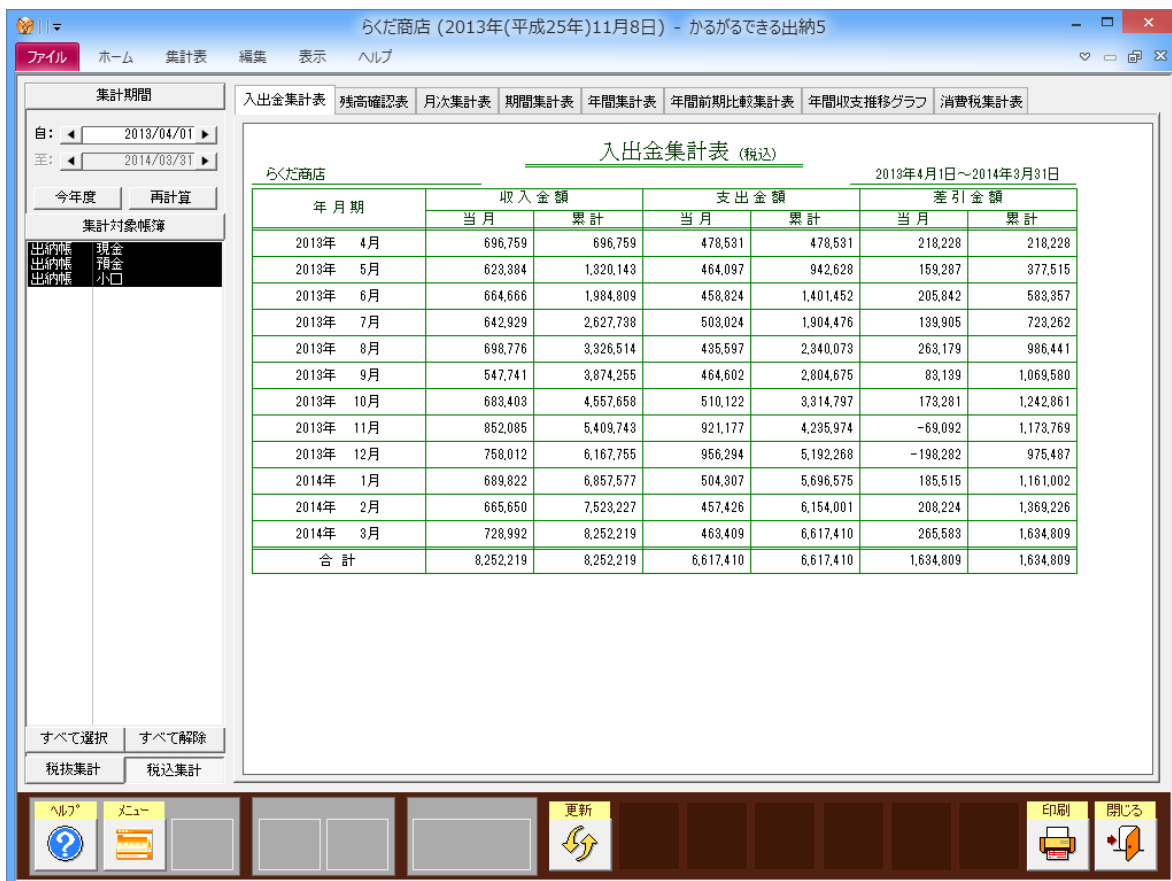 らくだ商店 (2013年(平成25年)11月8日) - かるがるできる出納5
ファイル ホーム 集計表 編集 表示 ヘルプ
集計期間
自: 2013/04/01
至: 2014/03/31
今年度 再計算
集計対象帳簿
出納帳 現金
出納帳 預金
出納帳 小口
すべて選択 すべて解除
税抜集計 税込集計
入出金集計表 残高確認表 月次集計表 期間集計表 年間集計表 年間前期比較集計表 年間収支推移グラフ 消費税集計表
入出金集計表 (税込)
らくだ商店 2013年4月1日～2014年3月31日
年月期 収入金額 支出金額 差引金額
当月 累計 当月 累計 当月 累計
2013年 4月 696,759 696,759 478,531 478,531 218,228 218,228
2013年 5月 623,384 1,320,143 464,097 942,628 159,287 377,515
2013年 6月 664,666 1,984,809 458,824 1,401,452 205,842 583,357
2013年 7月 642,929 2,627,738 503,024 1,904,476 139,905 723,262
2013年 8月 698,776 3,326,514 435,597 2,340,073 263,179 986,441
2013年 9月 547,741 3,874,255 464,602 2,804,675 83,139 1,069,580
2013年 10月 683,403 4,557,658 510,122 3,314,797 173,281 1,242,861
2013年 11月 852,085 5,409,743 921,177 4,235,974 -69,092 1,173,769
2013年 12月 758,012 6,167,755 956,294 5,192,268 -198,282 975,487
2014年 1月 689,822 6,857,577 504,307 5,696,575 185,515 1,161,002
2014年 2月 665,650 7,523,227 457,426 6,154,001 208,224 1,369,226
2014年 3月 728,992 8,252,219 463,409 6,617,410 265,583 1,634,809
合計 8,252,219 8,252,219 6,617,410 6,617,410 1,634,809 1,634,809
ヘルプ メニュー 更新 印刷 閉じる